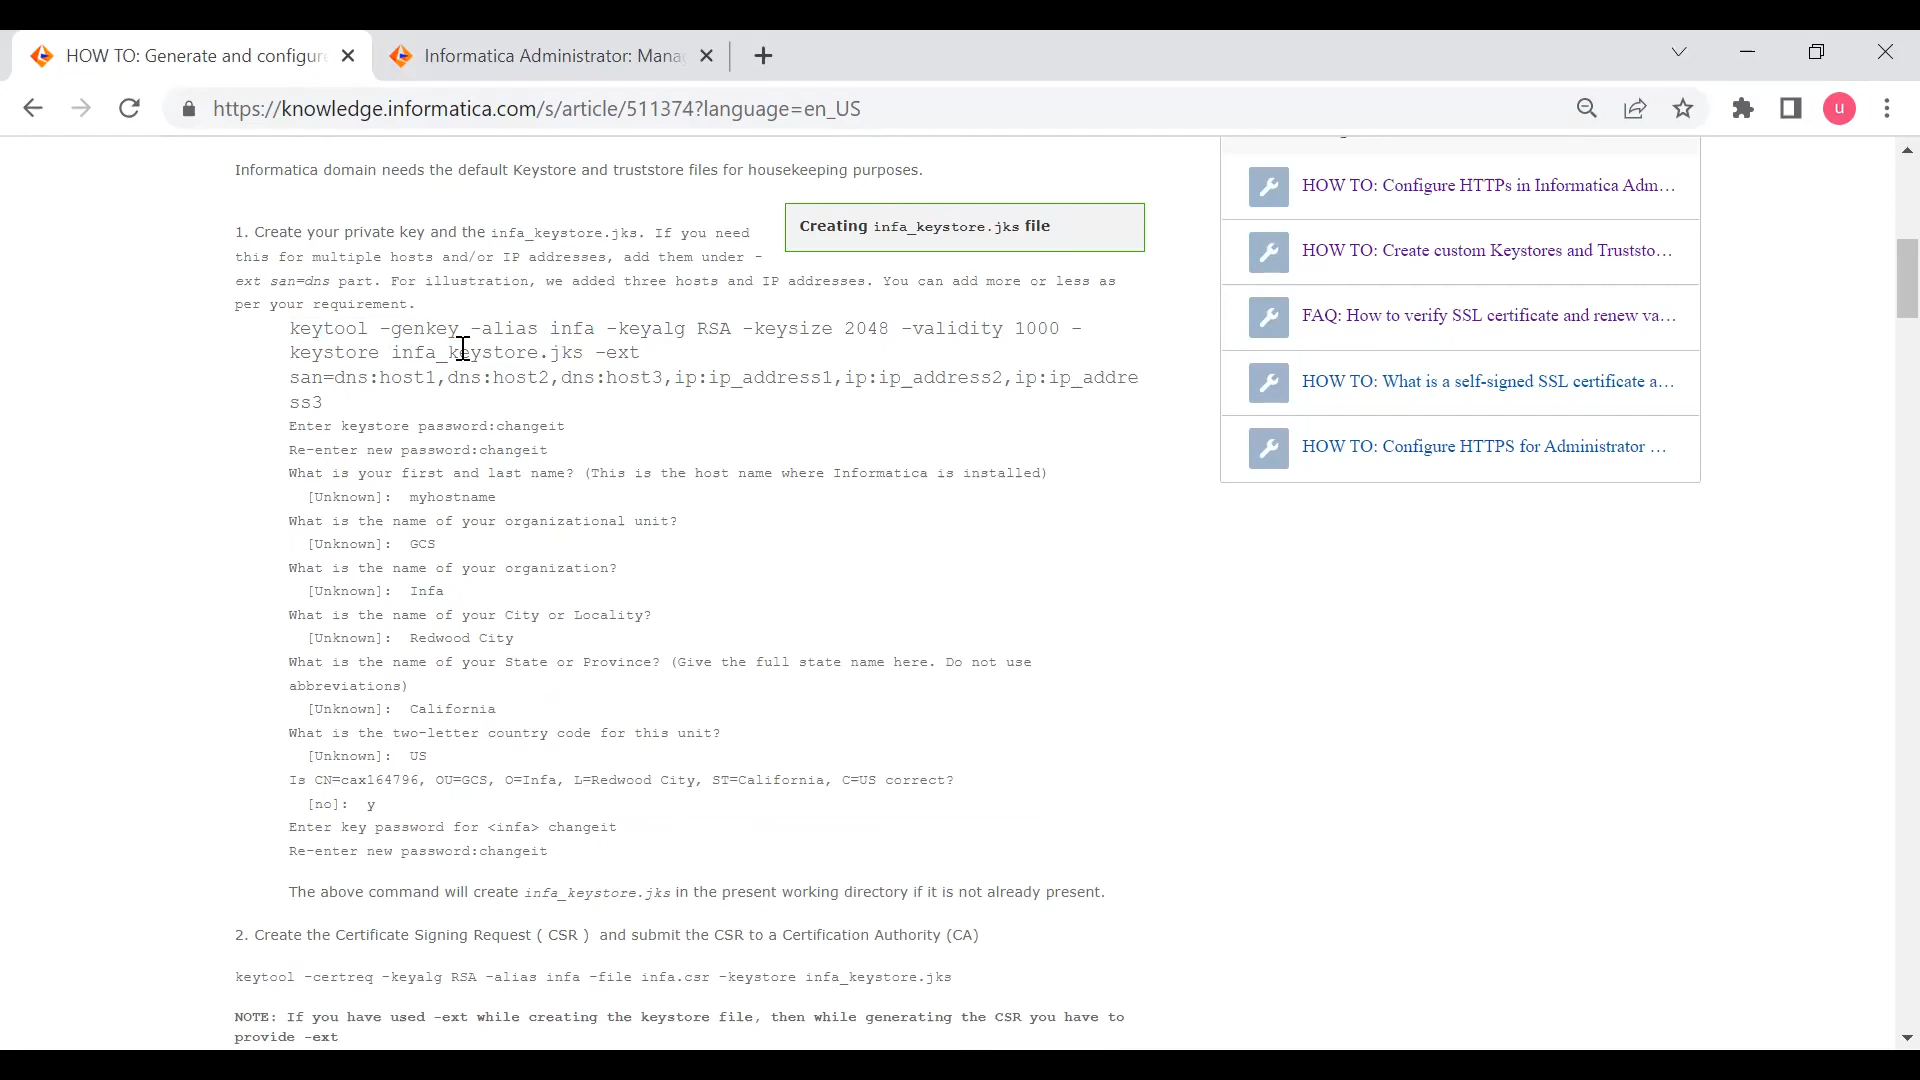 HOW TO: Generate and configure
Informatica Administrator: Mana
https://knowledge.informatica.com/s/article/511374?language=en_US
u
Informatica domain needs the default Keystore and truststore files for housekeeping purposes.
Creating infa_keystore.jks file
1. Create your private key and the infa_keystore.jks. If you need
this for multiple hosts and/or IP addresses, add them under -
ext san=dns part. For illustration, we added three hosts and IP addresses. You can add more or less as
per your requirement.
keytool -genkey -alias infa -keyalg RSA -keysize 2048 -validity 1000 -
keystore infa_keystore.jks -ext
san=dns:host1,dns:host2,dns:host3,ip:ip_address1,ip:ip_address2,ip:ip_addre
ss3
Enter keystore password:changeit
Re-enter new password:changeit
What is your first and last name? (This is the host name where Informatica is installed)
[Unknown]: myhostname
What is the name of your organizational unit?
[Unknown]: GCS
What is the name of your organization?
[Unknown]: Infa
What is the name of your City or Locality?
[Unknown]: Redwood City
What is the name of your State or Province? (Give the full state name here. Do not use
abbreviations)
[Unknown]: California
What is the two-letter country code for this unit?
[Unknown]: US
Is CN=cax164796, OU=GCS, O=Infa, L=Redwood City, ST=California, C=US correct?
[no]: y
Enter key password for <infa> changeit
Re-enter new password:changeit
The above command will create infa_keystore.jks in the present working directory if it is not already present.
2. Create the Certificate Signing Request ( CSR ) and submit the CSR to a Certification Authority (CA)
keytool -certreq -keyalg RSA -alias infa -file infa.csr -keystore infa_keystore.jks
NOTE: If you have used -ext while creating the keystore file, then while generating the CSR you have to
provide -ext
HOW TO: Configure HTTPs in Informatica Adm...
HOW TO: Create custom Keystores and Truststo...
FAQ: How to verify SSL certificate and renew va...
HOW TO: What is a self-signed SSL certificate a...
HOW TO: Configure HTTPS for Administrator ...